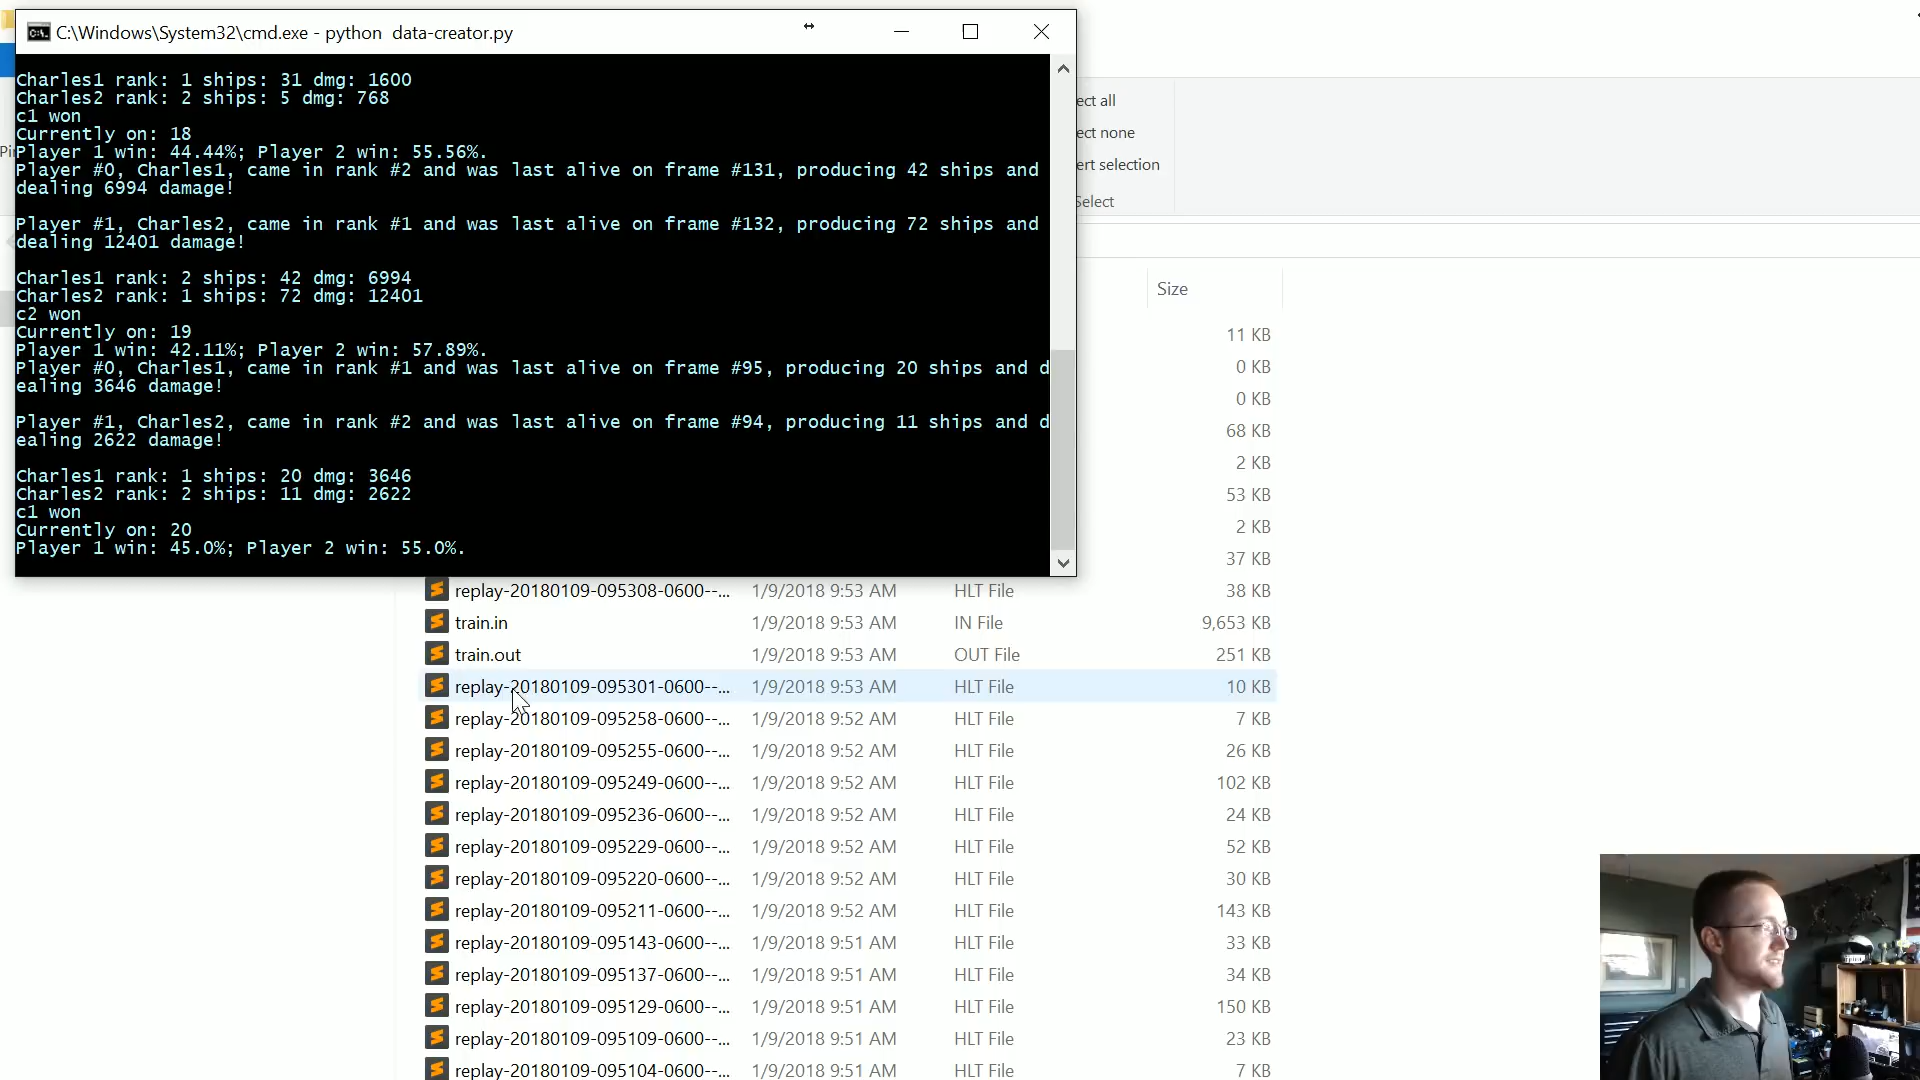 C:\Windows\System32\cmd.exe - python  data-creator.py
Charles1 rank: 1 ships: 31 dmg: 1600
Charles2 rank: 2 ships: 5 dmg: 768
c1 won
Currently on: 18
Player 1 win: 44.44%; Player 2 win: 55.56%.
Player #0, Charles1, came in rank #2 and was last alive on frame #131, producing 42 ships and
dealing 6994 damage!
Player #1, Charles2, came in rank #1 and was last alive on frame #132, producing 72 ships and
dealing 12401 damage!
Charles1 rank: 2 ships: 42 dmg: 6994
Charles2 rank: 1 ships: 72 dmg: 12401
c2 won
Currently on: 19
Player 1 win: 42.11%; Player 2 win: 57.89%.
Player #0, Charles1, came in rank #1 and was last alive on frame #95, producing 20 ships and d
ealing 3646 damage!
Player #1, Charles2, came in rank #2 and was last alive on frame #94, producing 11 ships and d
ealing 2622 damage!
Charles1 rank: 1 ships: 20 dmg: 3646
Charles2 rank: 2 ships: 11 dmg: 2622
c1 won
Currently on: 20
Player 1 win: 45.0%; Player 2 win: 55.0%.
ect all
ect none
ert selection
Select
Size
11 KB
0 KB
0 KB
68 KB
2 KB
53 KB
2 KB
37 KB
replay-20180109-095308-0600--... 1/9/2018 9:53 AM HLT File 38 KB
train.in 1/9/2018 9:53 AM IN File 9,653 KB
train.out 1/9/2018 9:53 AM OUT File 251 KB
replay-20180109-095301-0600--... 1/9/2018 9:53 AM HLT File 10 KB
replay-20180109-095258-0600--... 1/9/2018 9:52 AM HLT File 7 KB
replay-20180109-095255-0600--... 1/9/2018 9:52 AM HLT File 26 KB
replay-20180109-095249-0600--... 1/9/2018 9:52 AM HLT File 102 KB
replay-20180109-095236-0600--... 1/9/2018 9:52 AM HLT File 24 KB
replay-20180109-095229-0600--... 1/9/2018 9:52 AM HLT File 52 KB
replay-20180109-095220-0600--... 1/9/2018 9:52 AM HLT File 30 KB
replay-20180109-095211-0600--... 1/9/2018 9:52 AM HLT File 143 KB
replay-20180109-095143-0600--... 1/9/2018 9:51 AM HLT File 33 KB
replay-20180109-095137-0600--... 1/9/2018 9:51 AM HLT File 34 KB
replay-20180109-095129-0600--... 1/9/2018 9:51 AM HLT File 150 KB
replay-20180109-095109-0600--... 1/9/2018 9:51 AM HLT File 23 KB
replay-20180109-095104-0600--... 1/9/2018 9:51 AM HLT File 7 KB